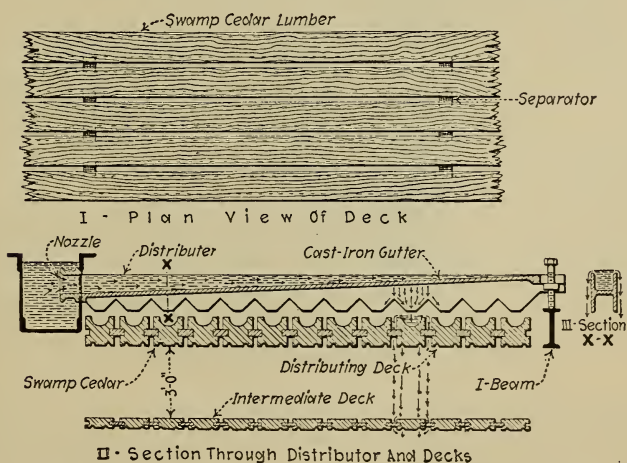 Swamp Cedar Lumber
Separator
I - Plan View Of Deck
Nozzle
Distributer
X
Cast-Iron Gutter
X
III-Section
X-X
Swamp Cedar
3'-0"
Distributing Deck
I-Beam
Intermediate Deck
II - Section Through Distributor And Decks